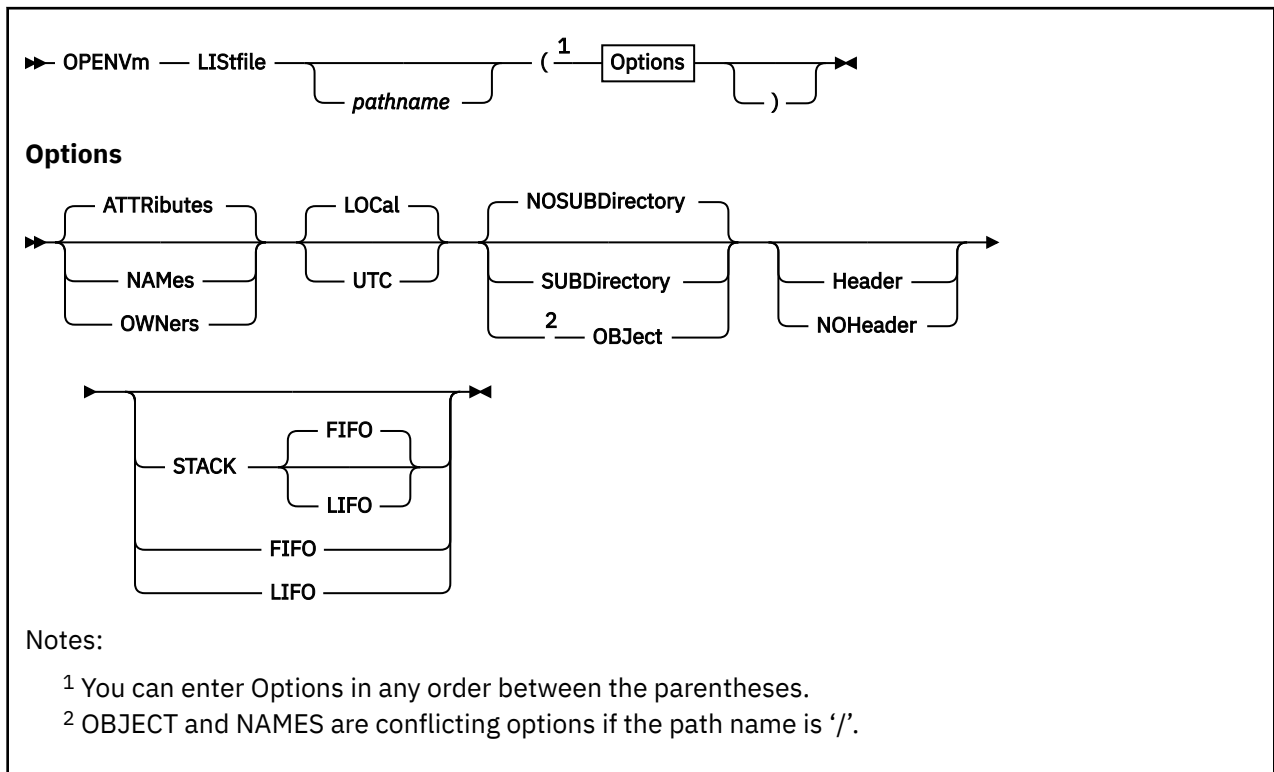 OPENVm LIStfile ( 1 Options
pathname )
Options
ATTRibutes LOCal NOSUBDirectory
NAMes UTC SUBDirectory Header
OWNers 2 OBJect NOHeader
FIFO
STACK
LIFO
FIFO
LIFO
Notes:
1 You can enter Options in any order between the parentheses.
2 OBJECT and NAMES are conflicting options if the path name is ‘/’.